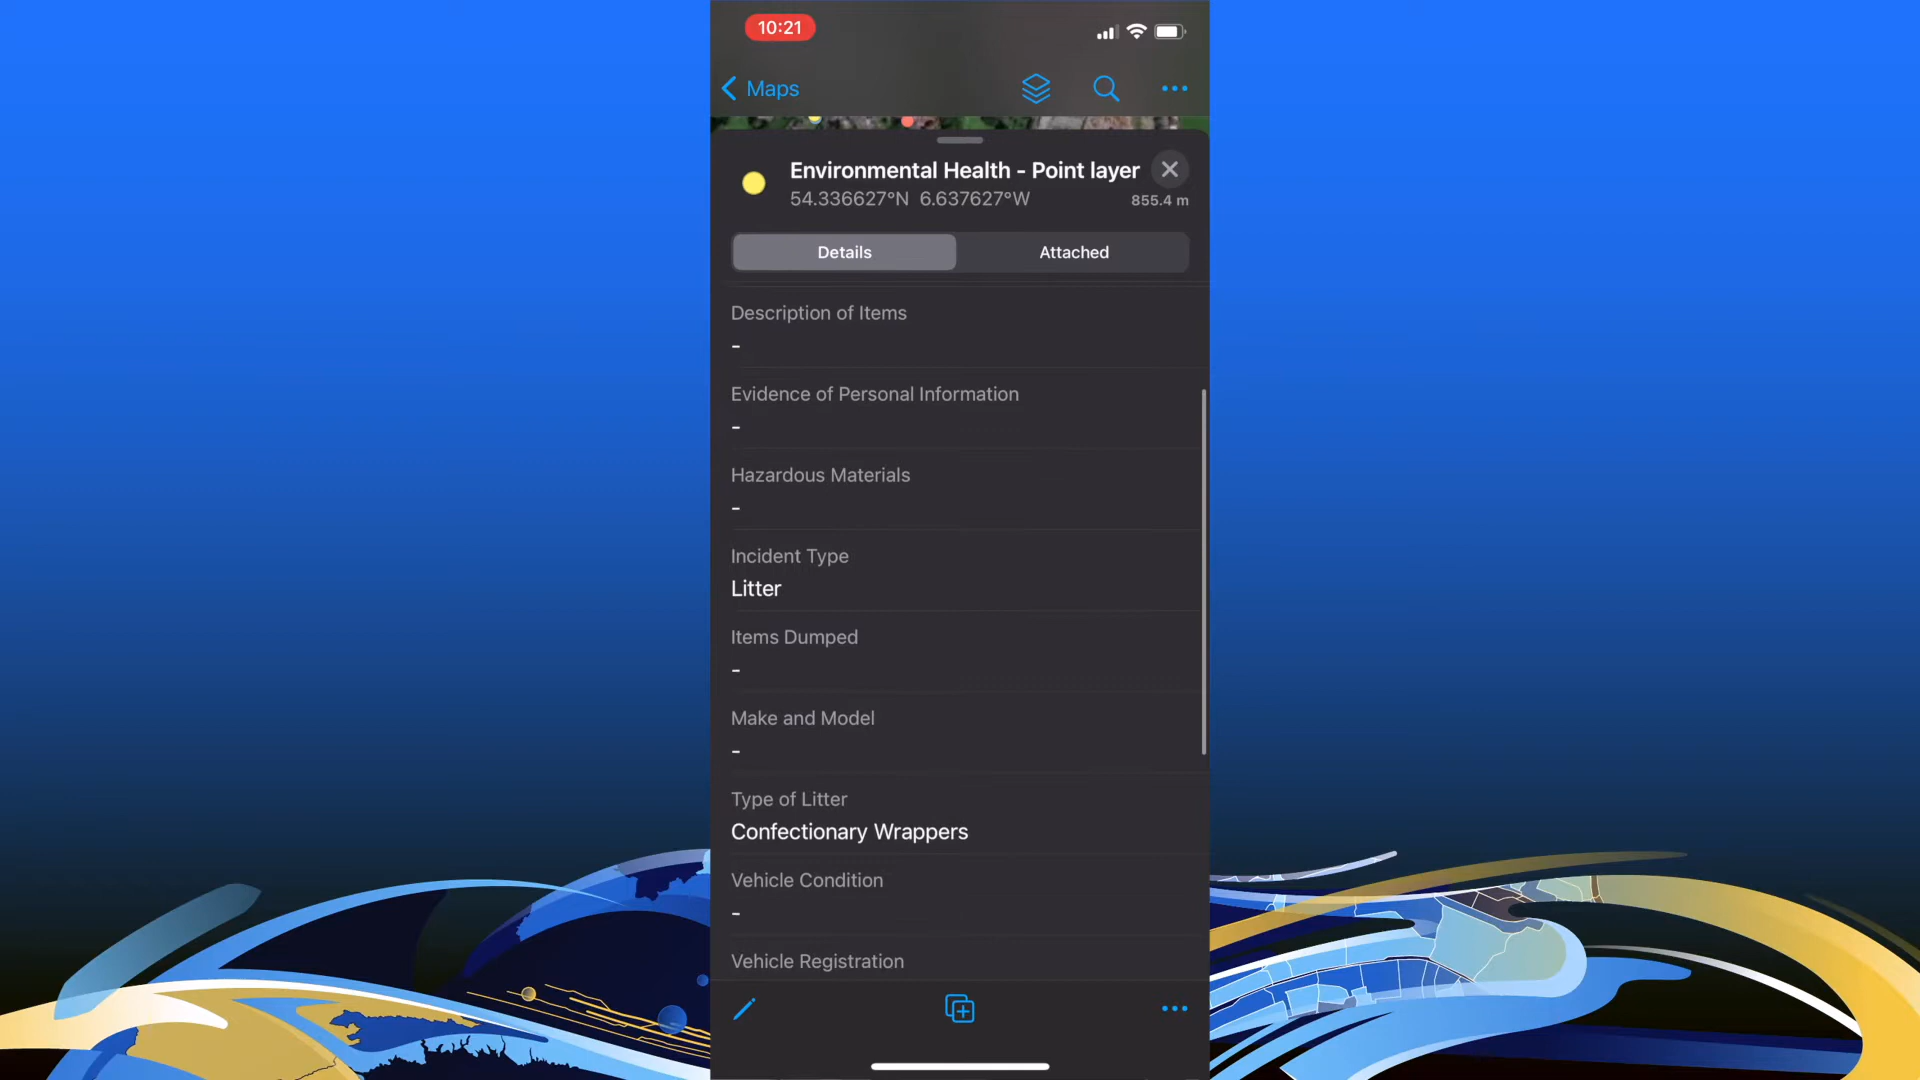 10:21
Maps
Environmental Health - Point layer
54.336627°N 6.637627°W
855.4 m
Details
Attached
Description of Items
-
Evidence of Personal Information
-
Hazardous Materials
-
Incident Type
Litter
Items Dumped
-
Make and Model
-
Type of Litter
Confectionary Wrappers
Vehicle Condition
-
Vehicle Registration